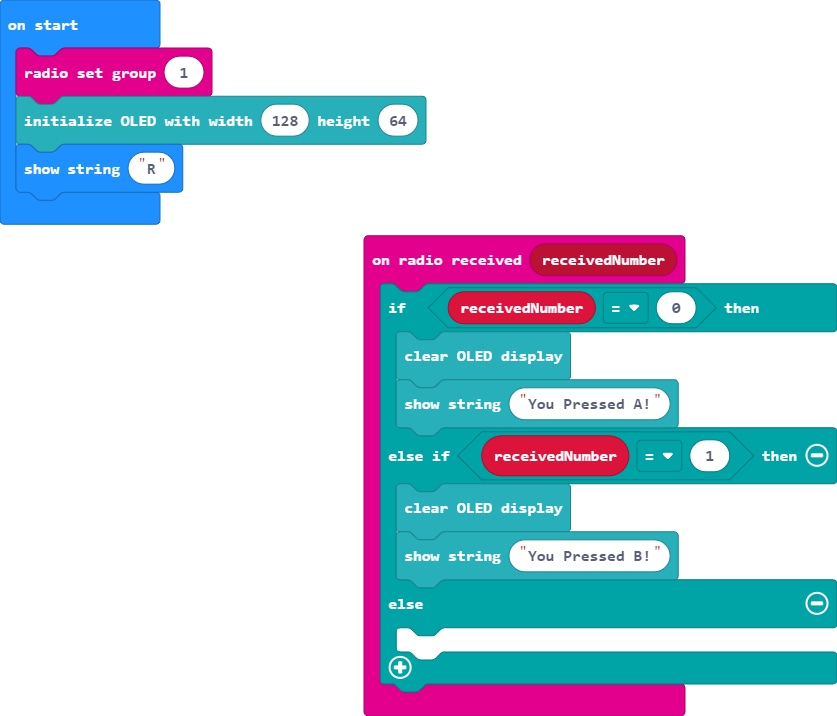 on start
radio set group 1
initialize OLED with width 128 height 64
show string "R"
on radio received receivedNumber
if receivedNumber = 0 then
clear OLED display
show string "You Pressed A!"
else if receivedNumber = 1 then
clear OLED display
show string "You Pressed B!"
else